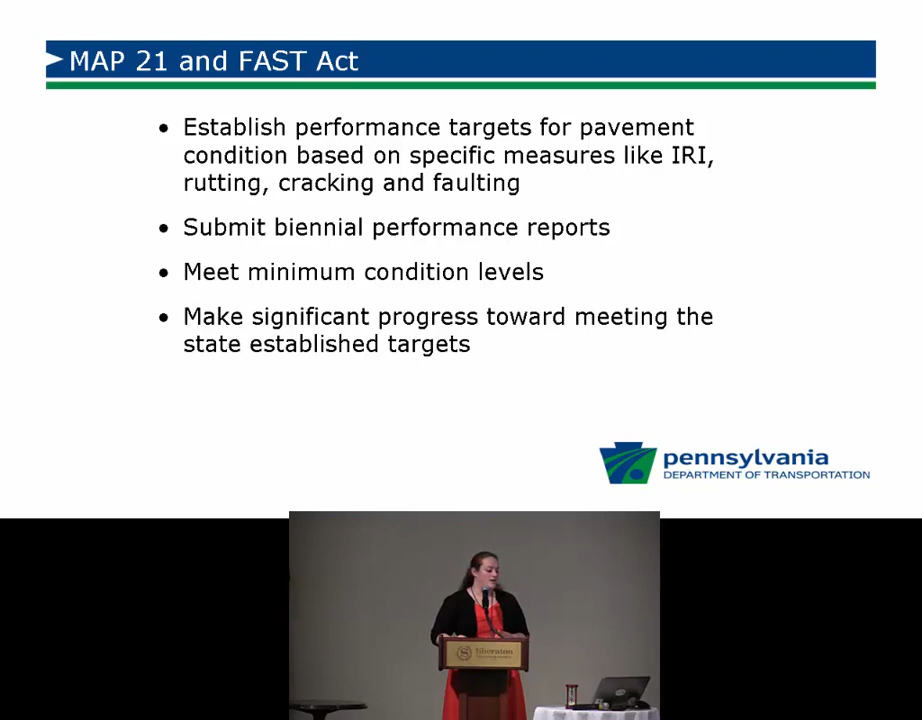 MAP 21 and FAST Act
• Establish performance targets for pavement
condition based on specific measures like IRI,
rutting, cracking and faulting
• Submit biennial performance reports
• Meet minimum condition levels
• Make significant progress toward meeting the
state established targets
pennsylvania
DEPARTMENT OF TRANSPORTATION
Sheraton